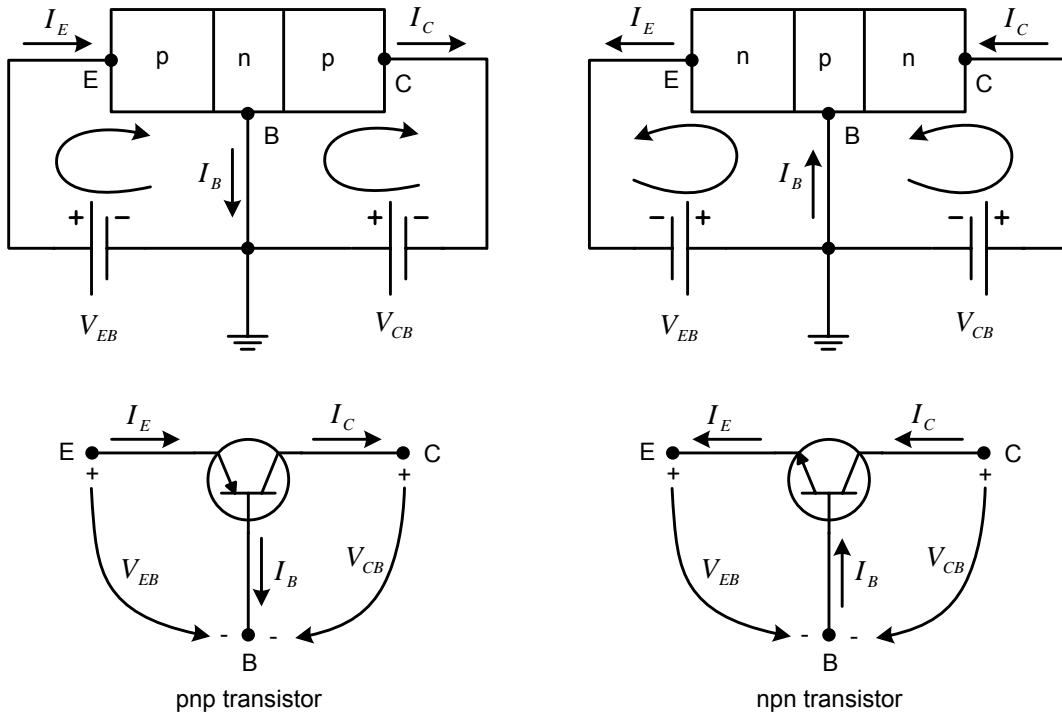 I_E I_C I_E I_C
p n p n p n
E C E C
B B
I_B I_B
+ - + - - + - +
V_EB V_CB V_EB V_CB
I_E I_C I_E I_C
E C E C
+ + + +
V_EB I_B V_CB V_EB I_B V_CB
- - - -
B B
pnp transistor npn transistor